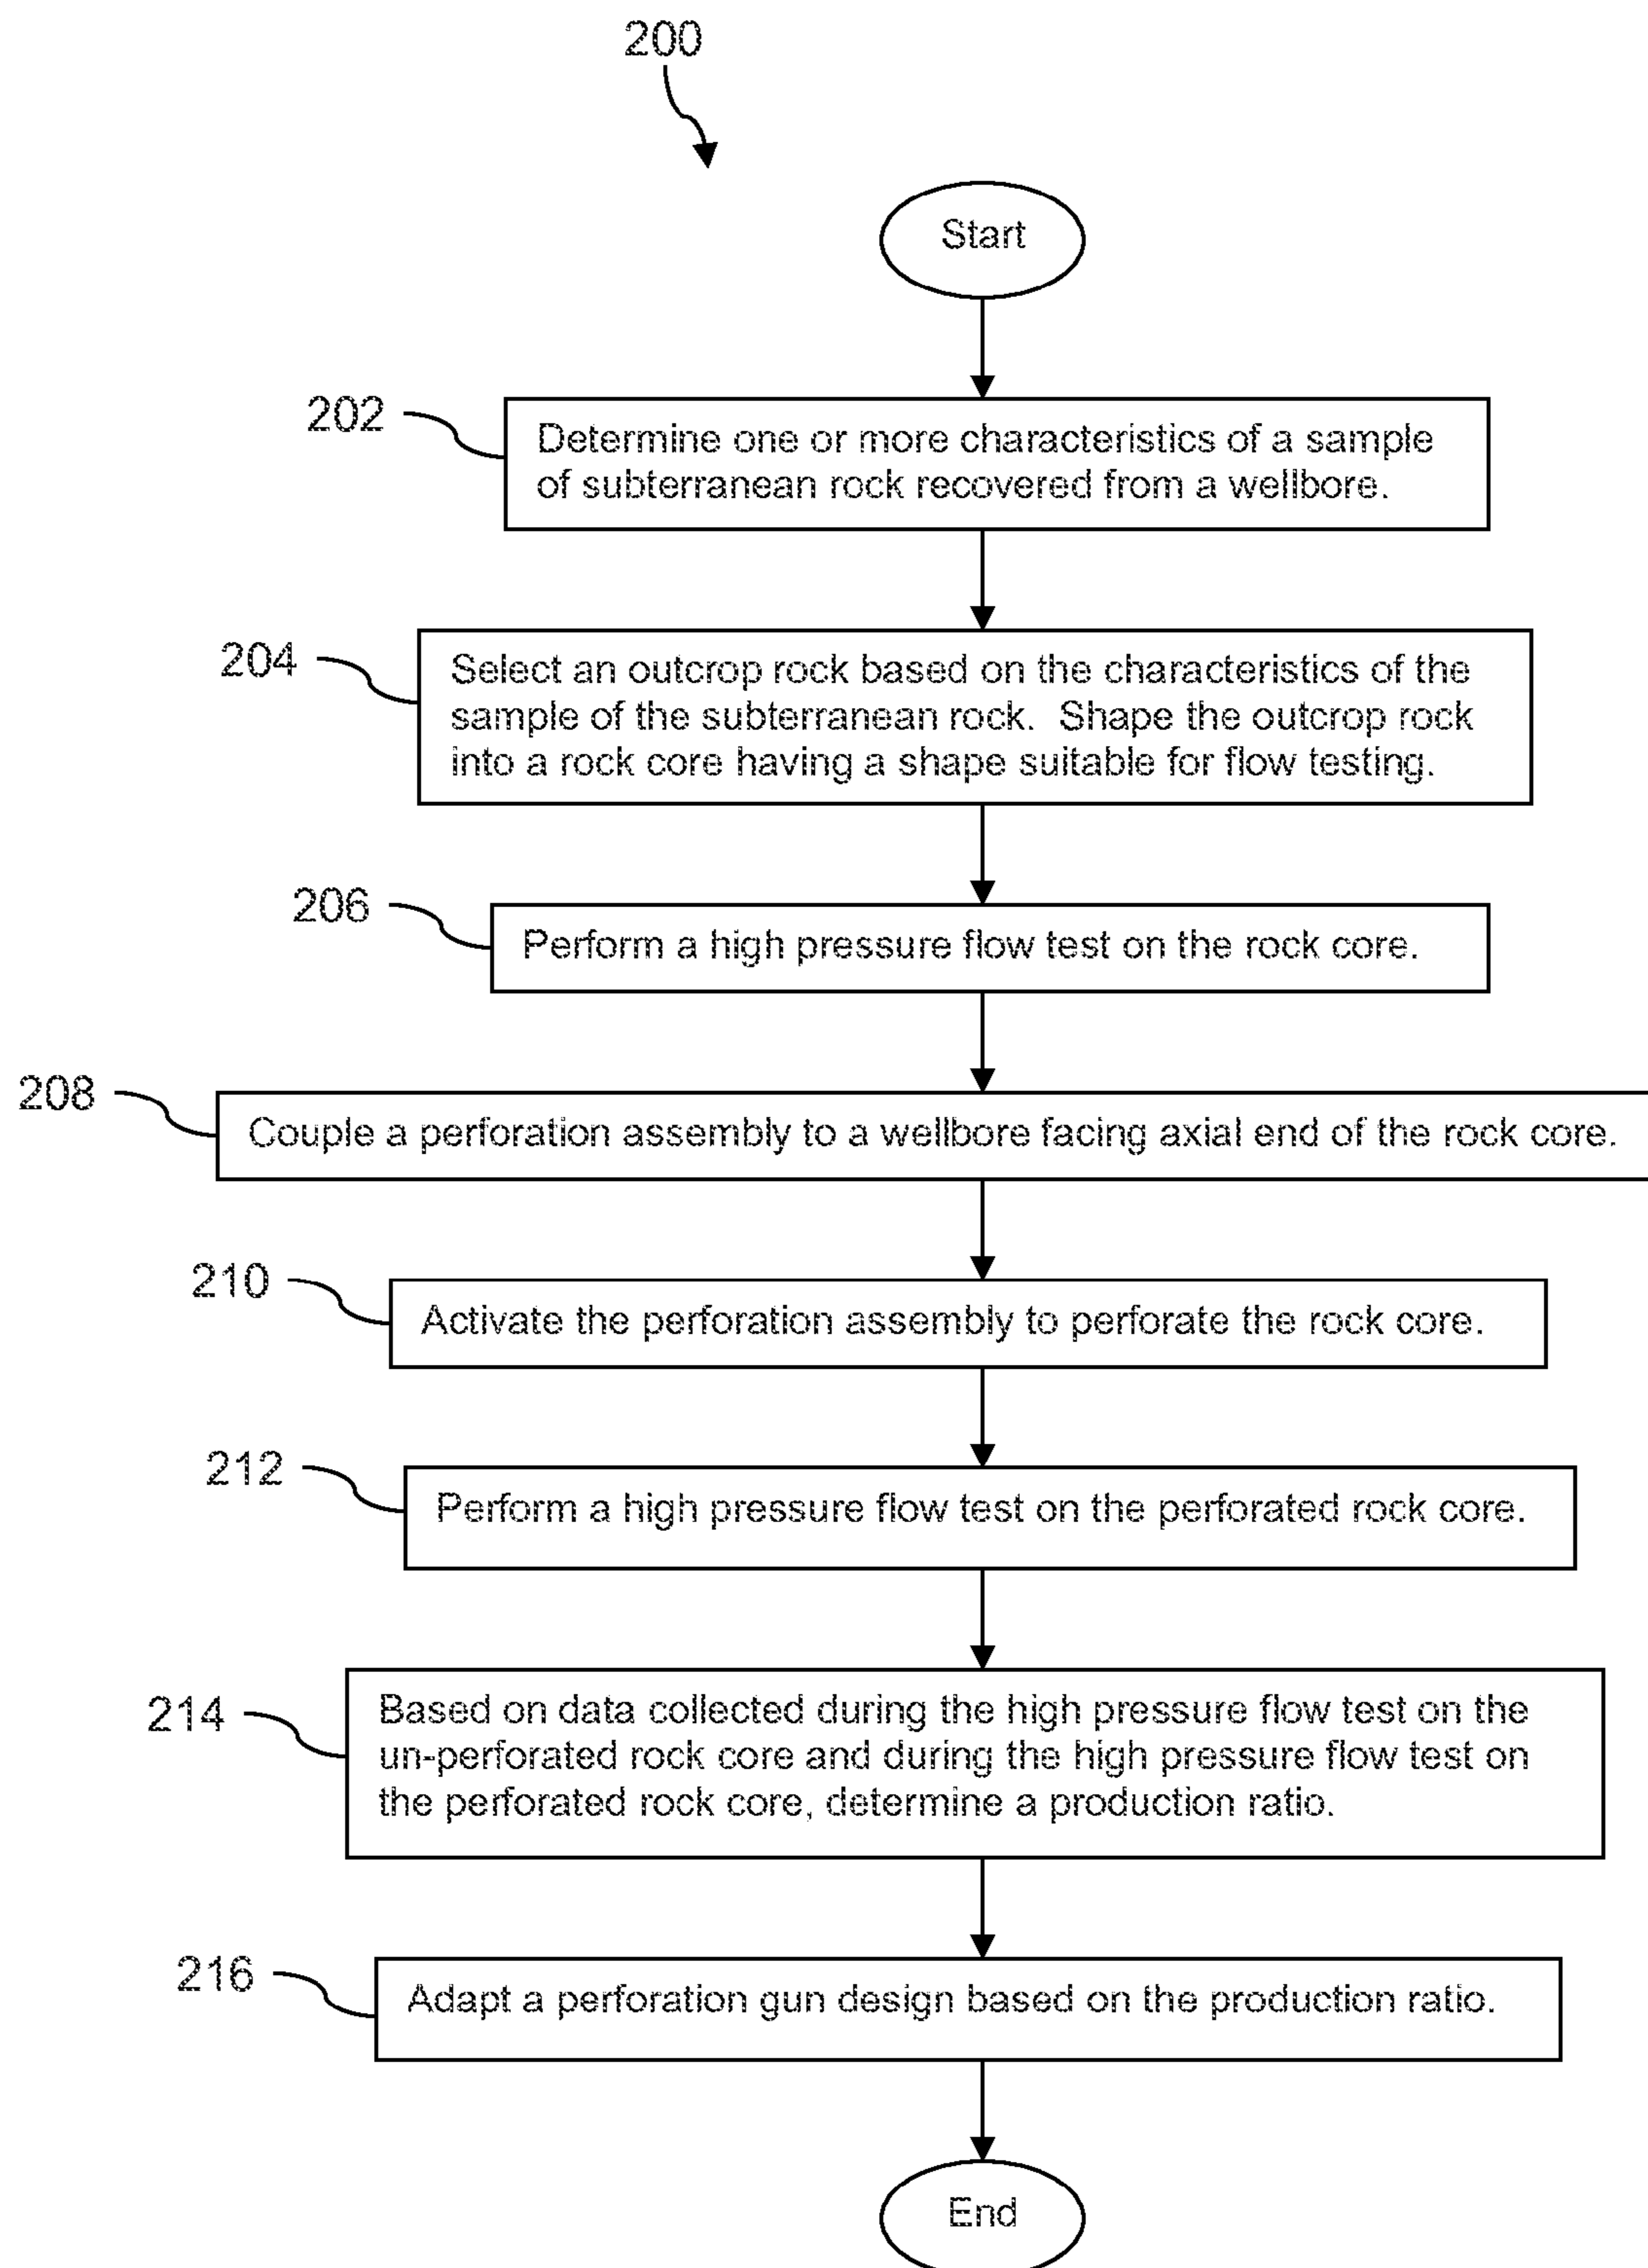 200
Start
202
Determine one or more characteristics of a sample
of subterranean rock recovered from a wellbore.
204
Select an outcrop rock based on the characteristics of the
sample of the subterranean rock.  Shape the outcrop rock
into a rock core having a shape suitable for flow testing.
206
Perform a high pressure flow test on the rock core.
208
Couple a perforation assembly to a wellbore facing axial end of the rock core.
210
Activate the perforation assembly to perforate the rock core.
212
Perform a high pressure flow test on the perforated rock core.
214
Based on data collected during the high pressure flow test on the
un-perforated rock core and during the high pressure flow test on
the perforated rock core, determine a production ratio.
216
Adapt a perforation gun design based on the production ratio.
End